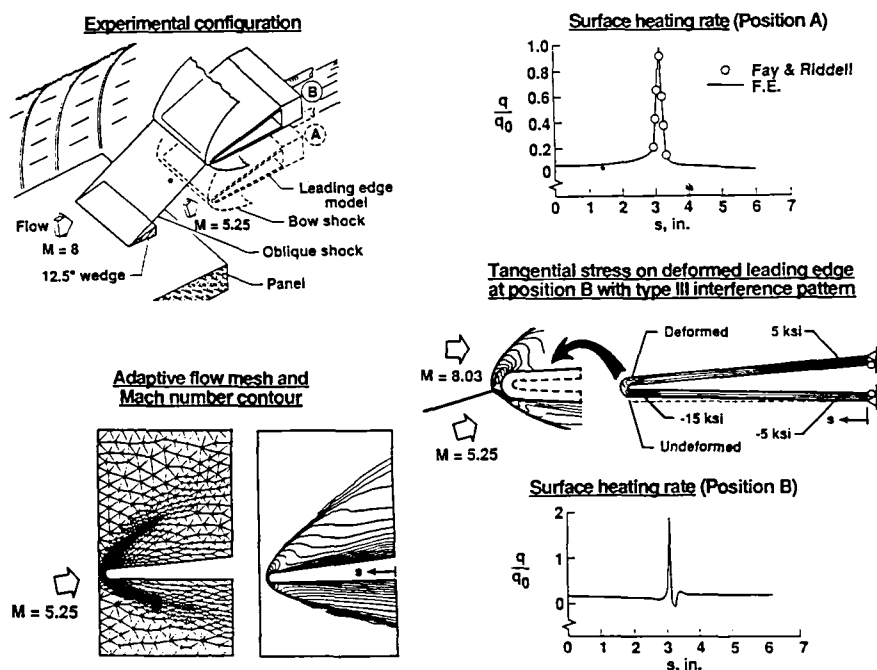 Experimental configuration
B
A
Leading edge
model
Bow shock
Flow
M = 8
M = 5.25
Oblique shock
12.5° wedge
Panel
Surface heating rate (Position A)
1.0
0.8
0.6
0.4
0.2
0
q
q0
Fay & Riddell
F.E.
0 1 2 3 4 5 6 7
s, in.
Tangential stress on deformed leading edge
at position B with type III interference pattern
M = 8.03
M = 5.25
Deformed
5 ksi
-15 ksi
-5 ksi
s
Undeformed
Adaptive flow mesh and
Mach number contour
M = 5.25
s
Surface heating rate (Position B)
2
1
0
q
q0
0 1 2 3 4 5 6 7
s, in.